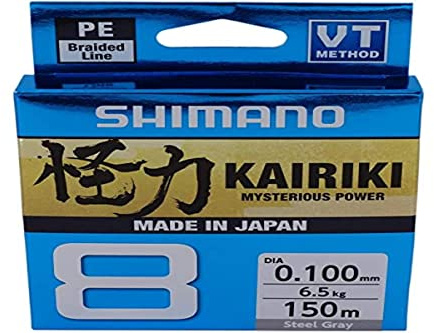 PE
Braided
Line
VT
METHOD
SHIMANO
怪力 KAIRIKI
MYSTERIOUS POWER
MADE IN JAPAN
8
DIA
0.100mm
6.5kg
150m
Steel Gray